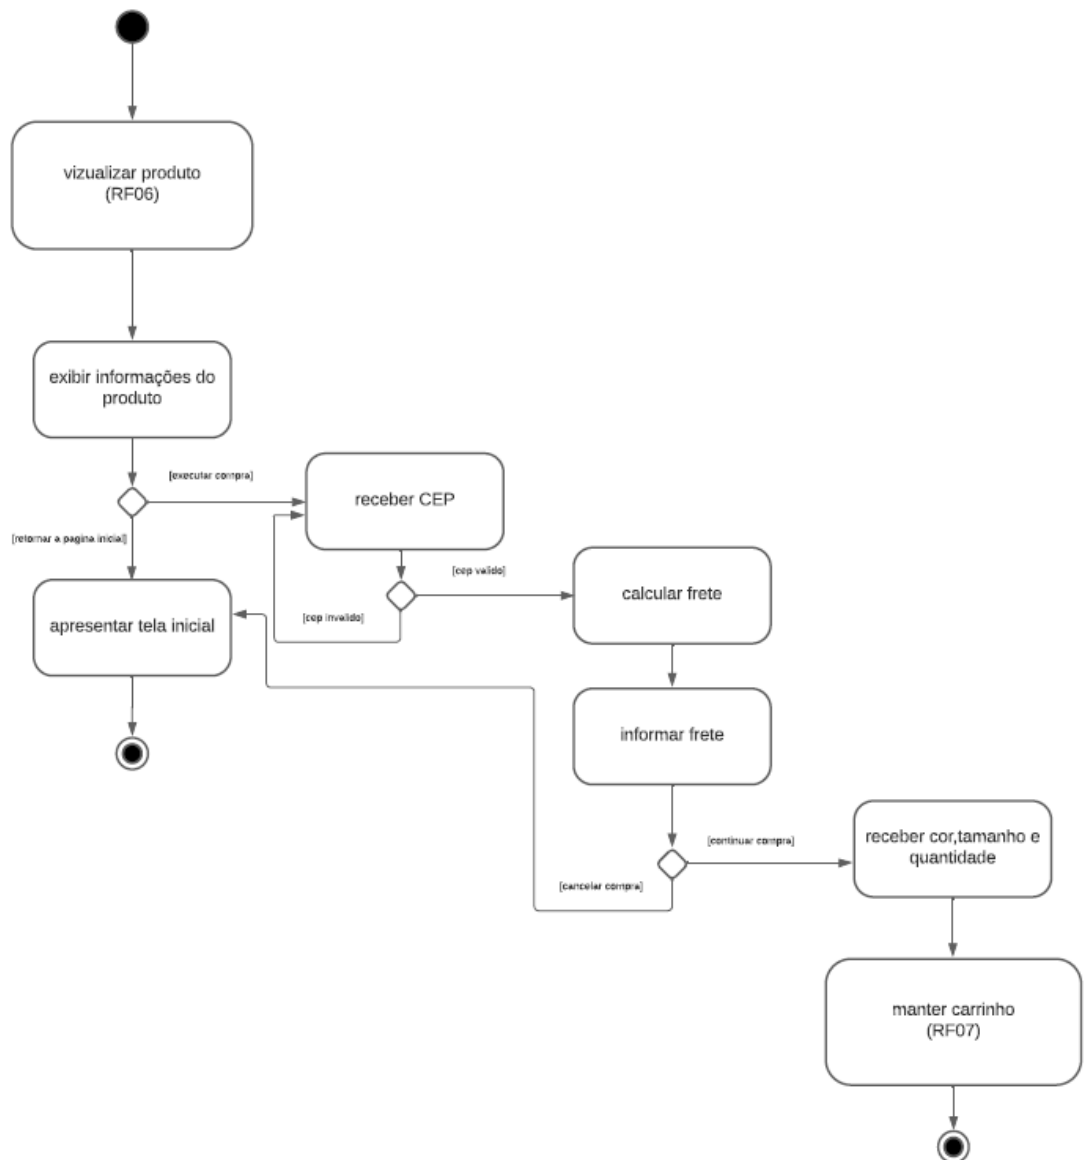 vizualizar produto
(RF06)
exibir informações do
produto
[executar compra]
receber CEP
[retornar a pagina inicial]
[cep valido]
calcular frete
[cep invalido]
apresentar tela inicial
informar frete
[continuar compra]
receber cor,tamanho e
quantidade
[cancelar compra]
manter carrinho
(RF07)